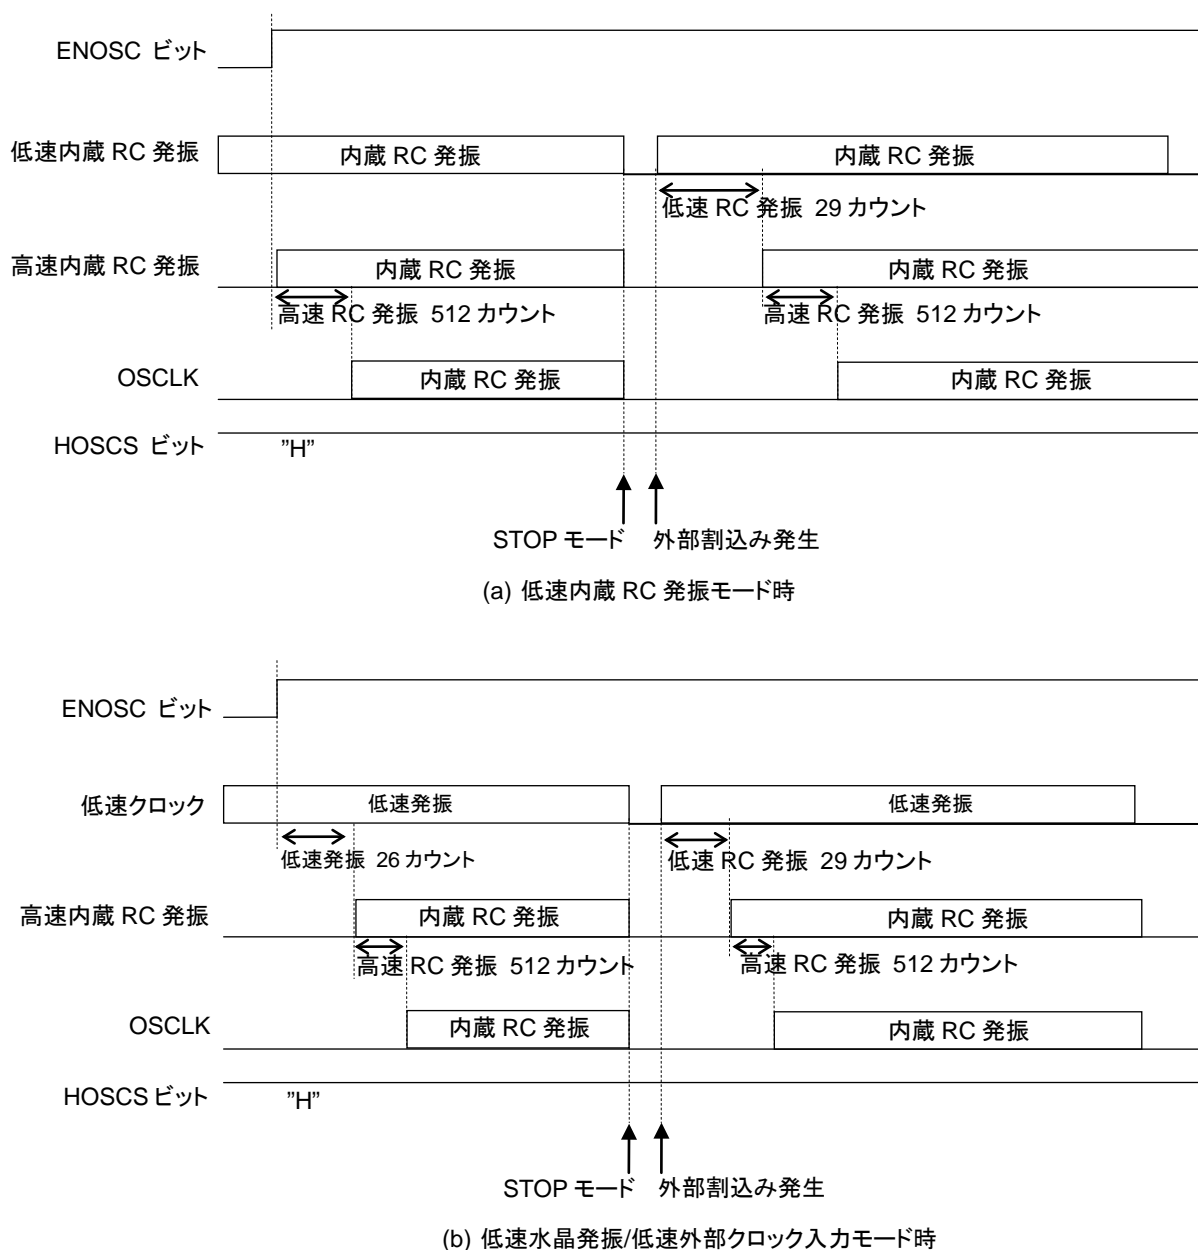 ENOSC ビット
低速内蔵 RC 発振
内蔵 RC 発振
内蔵 RC 発振
低速 RC 発振 29 カウント
高速内蔵 RC 発振
内蔵 RC 発振
内蔵 RC 発振
高速 RC 発振 512 カウント
高速 RC 発振 512 カウント
OSCLK
内蔵 RC 発振
内蔵 RC 発振
HOSCS ビット
”H”
STOP モード
外部割込み発生
(a) 低速内蔵 RC 発振モード時
ENOSC ビット
低速クロック
低速発振
低速発振
低速発振 26 カウント
低速 RC 発振 29 カウント
高速内蔵 RC 発振
内蔵 RC 発振
内蔵 RC 発振
高速 RC 発振 512 カウント
高速 RC 発振 512 カウント
OSCLK
内蔵 RC 発振
内蔵 RC 発振
HOSCS ビット
”H”
STOP モード
外部割込み発生
(b) 低速水晶発振/低速外部クロック入力モード時